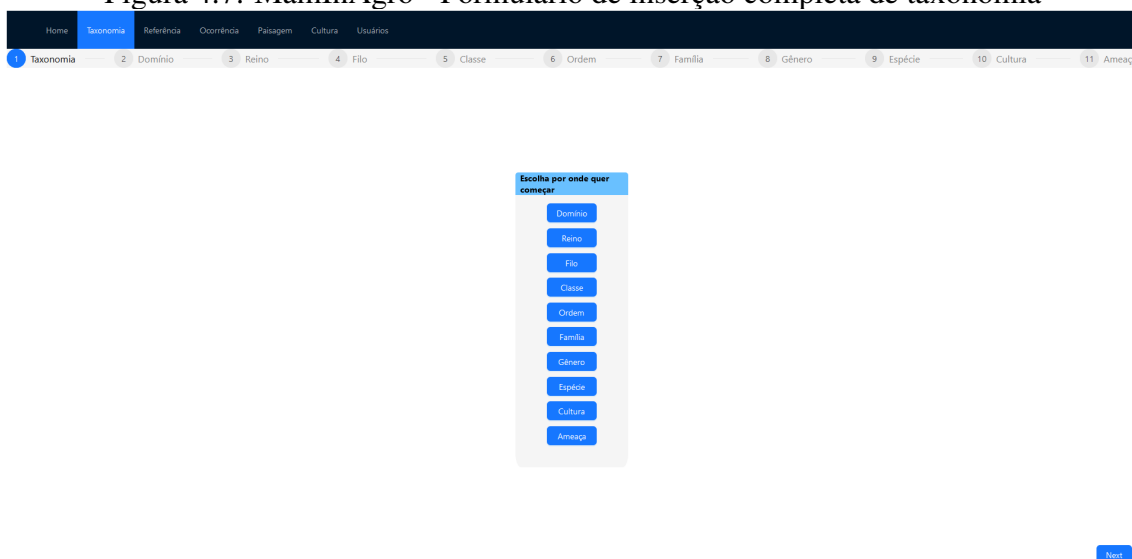 Figura 4.7: MamInAgro - Formulário de inserção completa de taxonomia
Home Taxonomia Referência Ocorrência Paisagem Cultura Usuários
1 Taxonomia 2 Domínio 3 Reino 4 Filo 5 Classe 6 Ordem 7 Família 8 Gênero 9 Espécie 10 Cultura 11 Ameaç
Escolha por onde quer
começar
Domínio
Reino
Filo
Classe
Ordem
Família
Gênero
Espécie
Cultura
Ameaça
Next